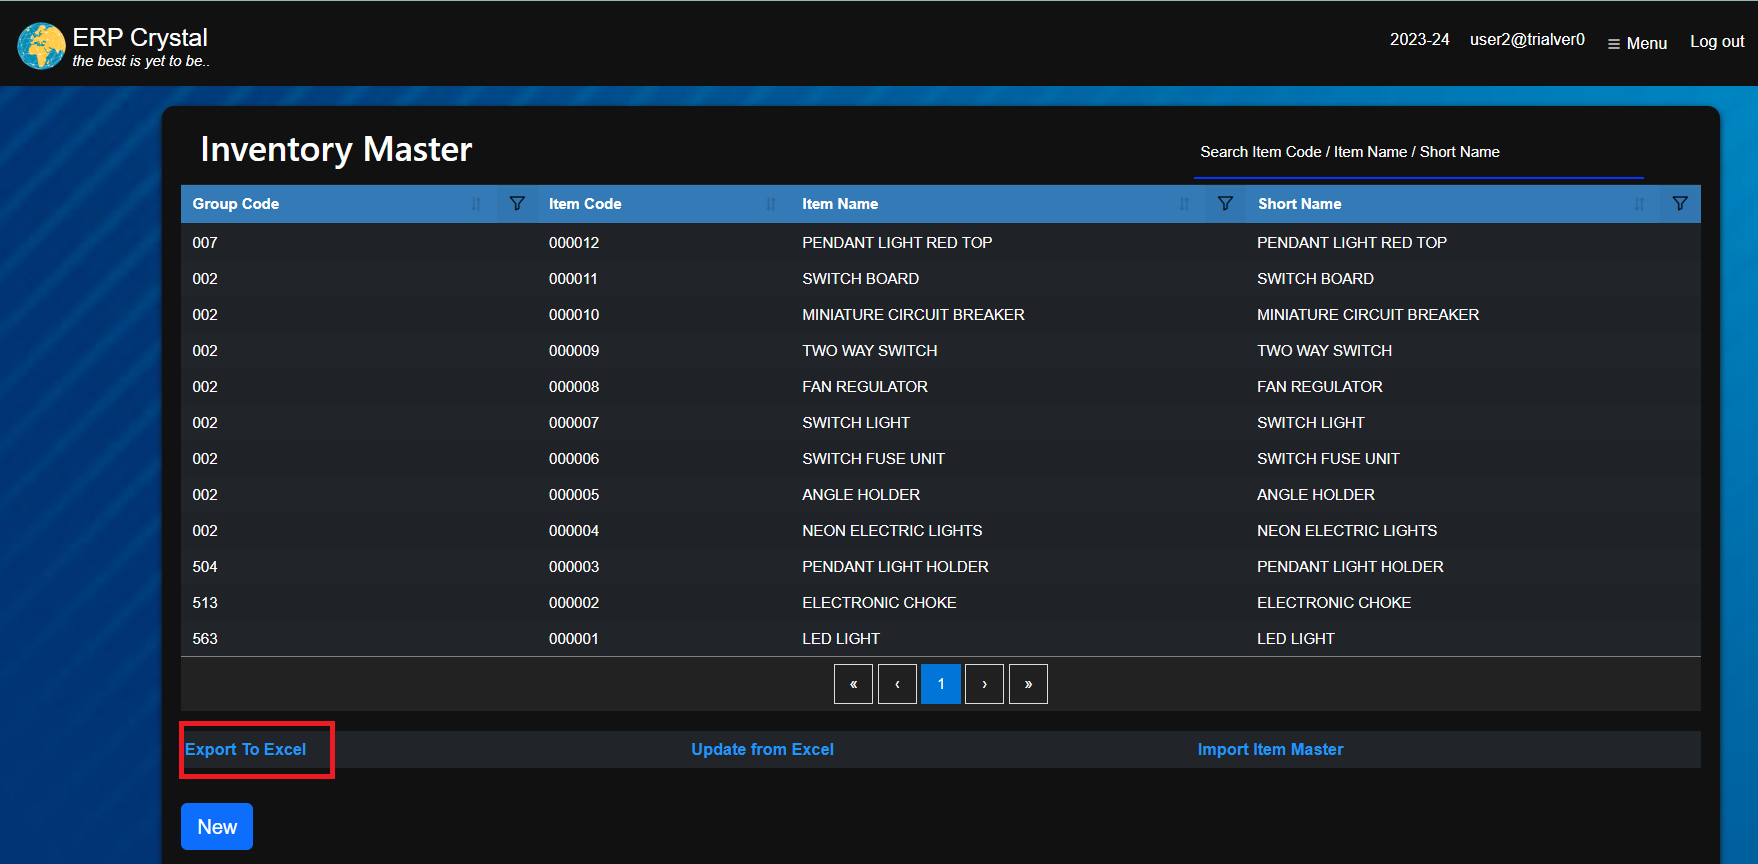 ERP Crystal
the best is yet to be..
2023-24 user2@trialver0 ≡ Menu Log out
Inventory Master
Search Item Code / Item Name / Short Name
Group Code Item Code Item Name Short Name
007 000012 PENDANT LIGHT RED TOP PENDANT LIGHT RED TOP
002 000011 SWITCH BOARD SWITCH BOARD
002 000010 MINIATURE CIRCUIT BREAKER MINIATURE CIRCUIT BREAKER
002 000009 TWO WAY SWITCH TWO WAY SWITCH
002 000008 FAN REGULATOR FAN REGULATOR
002 000007 SWITCH LIGHT SWITCH LIGHT
002 000006 SWITCH FUSE UNIT SWITCH FUSE UNIT
002 000005 ANGLE HOLDER ANGLE HOLDER
002 000004 NEON ELECTRIC LIGHTS NEON ELECTRIC LIGHTS
504 000003 PENDANT LIGHT HOLDER PENDANT LIGHT HOLDER
513 000002 ELECTRONIC CHOKE ELECTRONIC CHOKE
563 000001 LED LIGHT LED LIGHT
« ‹ 1 › »
Export To Excel Update from Excel Import Item Master
New